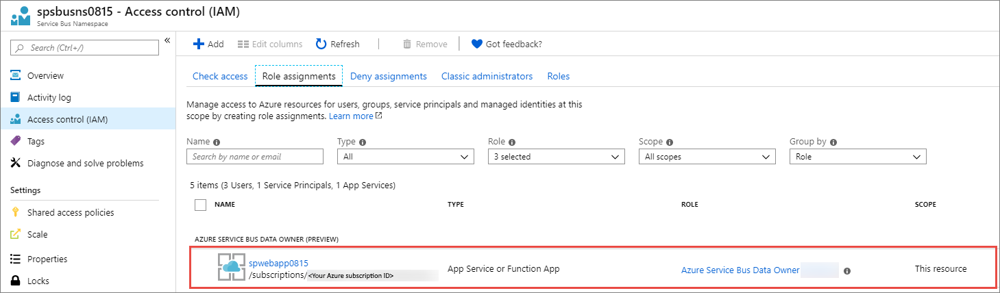 spsbusns0815 - Access control (IAM)
Service Bus Namespace
Search (Ctrl+/)
Overview
Activity log
Access control (IAM)
Tags
Diagnose and solve problems
Settings
Shared access policies
Scale
Properties
Locks
Add Edit columns Refresh Remove Got feedback?
Check access Role assignments Deny assignments Classic administrators Roles
Manage access to Azure resources for users, groups, service principals and managed identities at this
scope by creating role assignments. Learn more
Name Type Role Scope Group by
Search by name or email All 3 selected All scopes Role
5 items (3 Users, 1 Service Principals, 1 App Services)
NAME TYPE ROLE SCOPE
AZURE SERVICE BUS DATA OWNER (PREVIEW)
spwebapp0815
/subscriptions/<Your Azure subscription ID> App Service or Function App Azure Service Bus Data Owner This resource